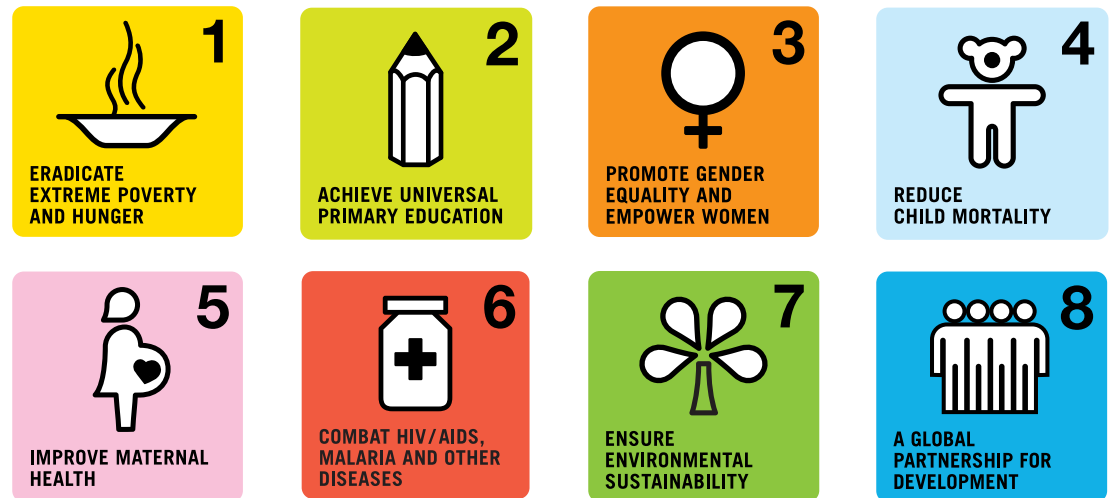 1
ERADICATE
EXTREME POVERTY
AND HUNGER
2
ACHIEVE UNIVERSAL
PRIMARY EDUCATION
3
PROMOTE GENDER
EQUALITY AND
EMPOWER WOMEN
4
REDUCE
CHILD MORTALITY
5
IMPROVE MATERNAL
HEALTH
6
COMBAT HIV/AIDS,
MALARIA AND OTHER
DISEASES
7
ENSURE
ENVIRONMENTAL
SUSTAINABILITY
8
A GLOBAL
PARTNERSHIP FOR
DEVELOPMENT